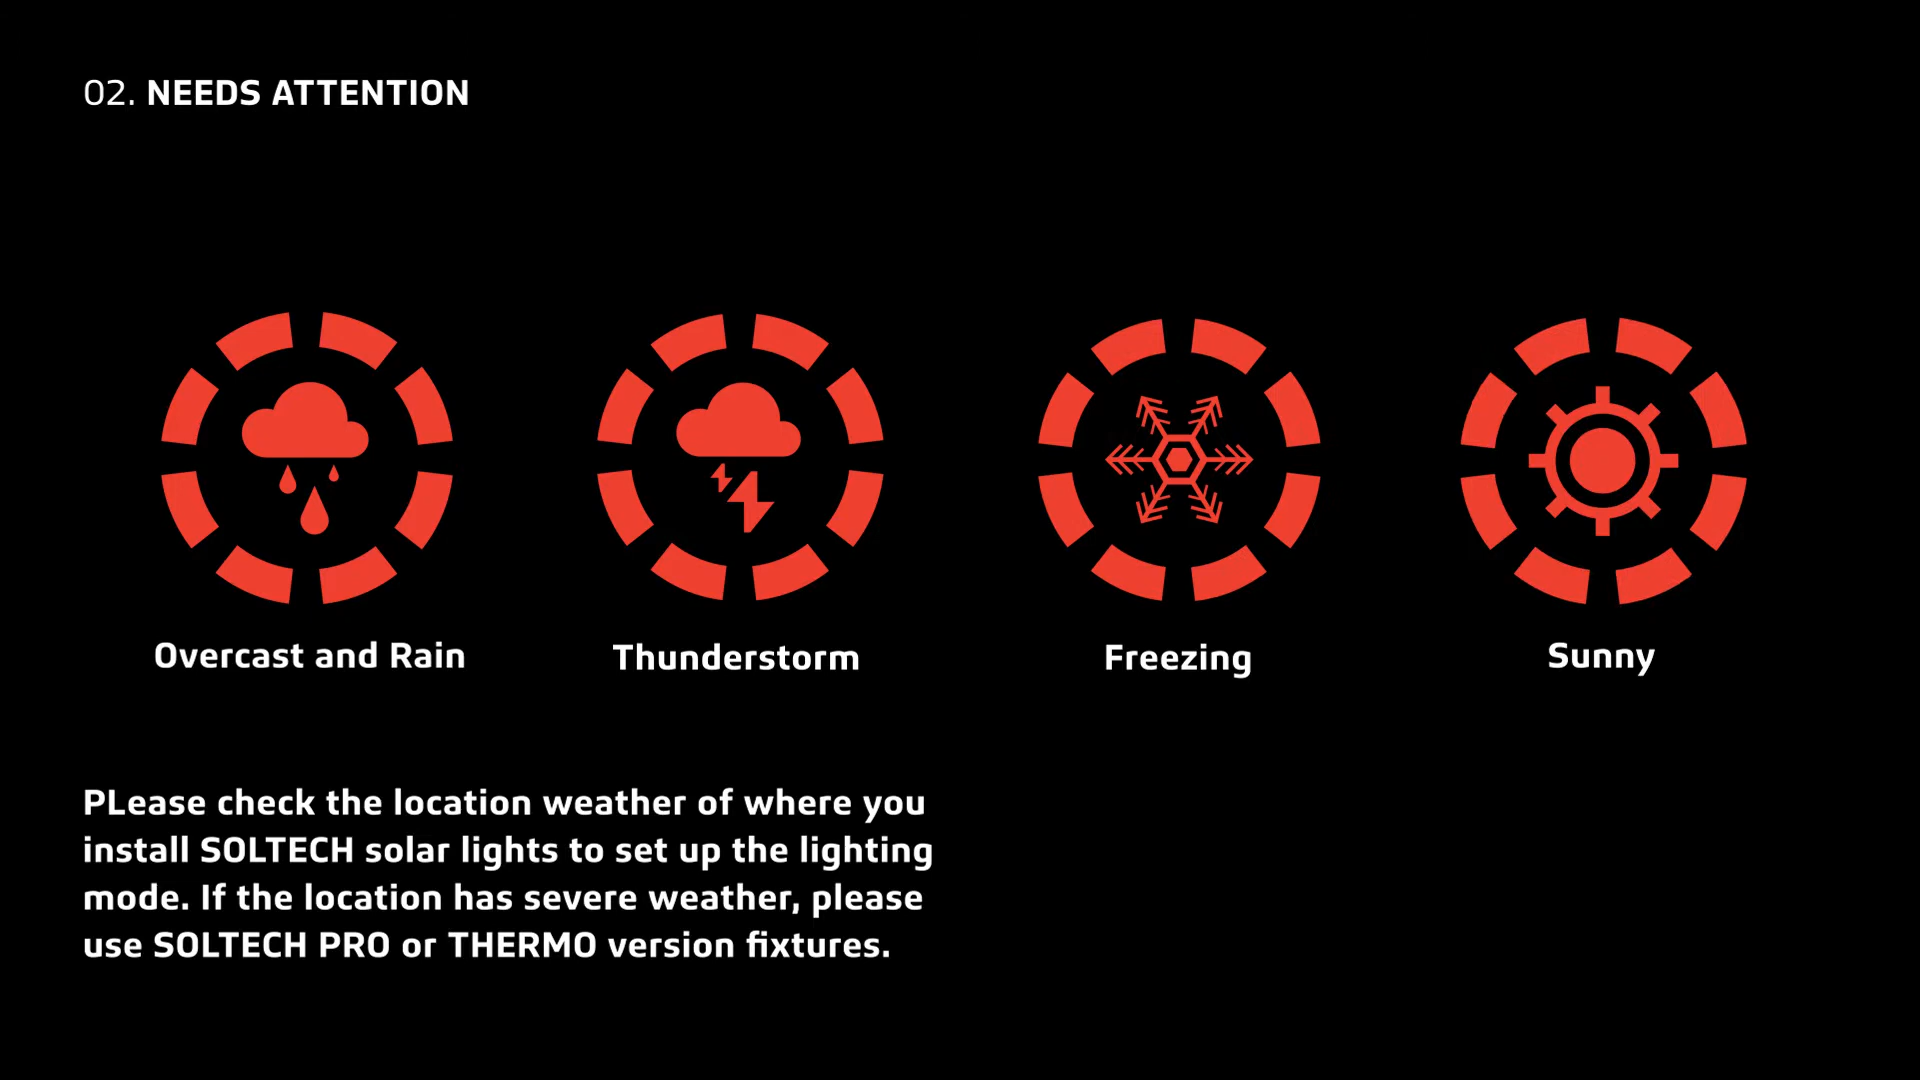 02. NEEDS ATTENTION
Overcast and Rain
Thunderstorm
Freezing
Sunny
PLease check the location weather of where you
install SOLTECH solar lights to set up the lighting
mode. If the location has severe weather, please
use SOLTECH PRO or THERMO version fixtures.